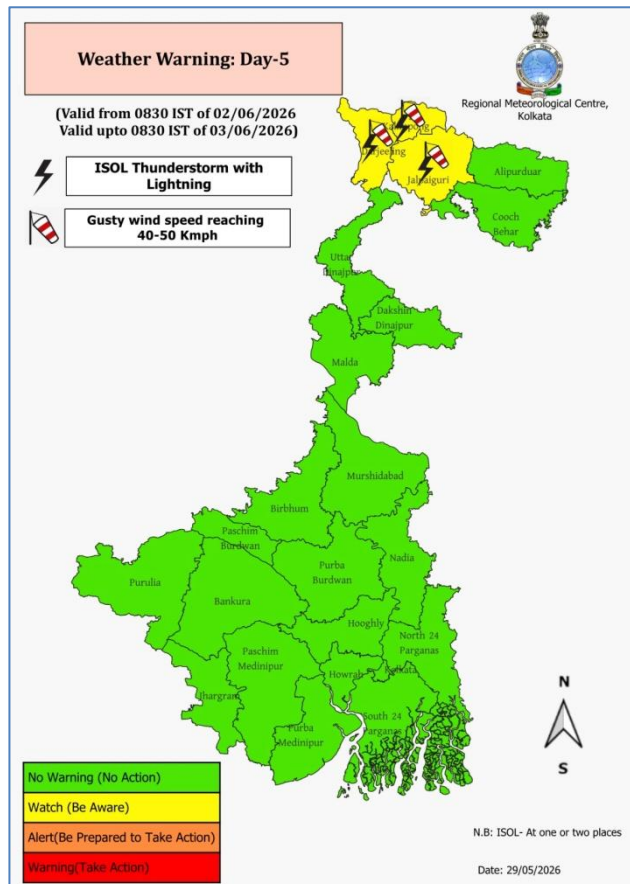 Weather Warning: Day-5
Regional Meteorological Centre,
Kolkata
(Valid from 0830 IST of 02/06/2026
Valid upto 0830 IST of 03/06/2026)
ISOL Thunderstorm with
Lightning
Gusty wind speed reaching
40-50 Kmph
Jalpaiguri
Alipurduar
Cooch
Behar
Utta
Dinajpur
Dakshin
Dinajpur
Malda
Murshidabad
Birbhum
Paschim
Burdwan
Purba
Burdwan
Nadia
Purulia
Bankura
Hooghly
North 24
Parganas
Paschim
Medinipur
Howrah
Kolkata
Jhargram
South 24
Parganas
Purba
Medinipur
N
S
No Warning (No Action)
Watch (Be Aware)
Alert(Be Prepared to Take Action)
Warning(Take Action)
N.B: ISOL- At one or two places
Date: 29/05/2026